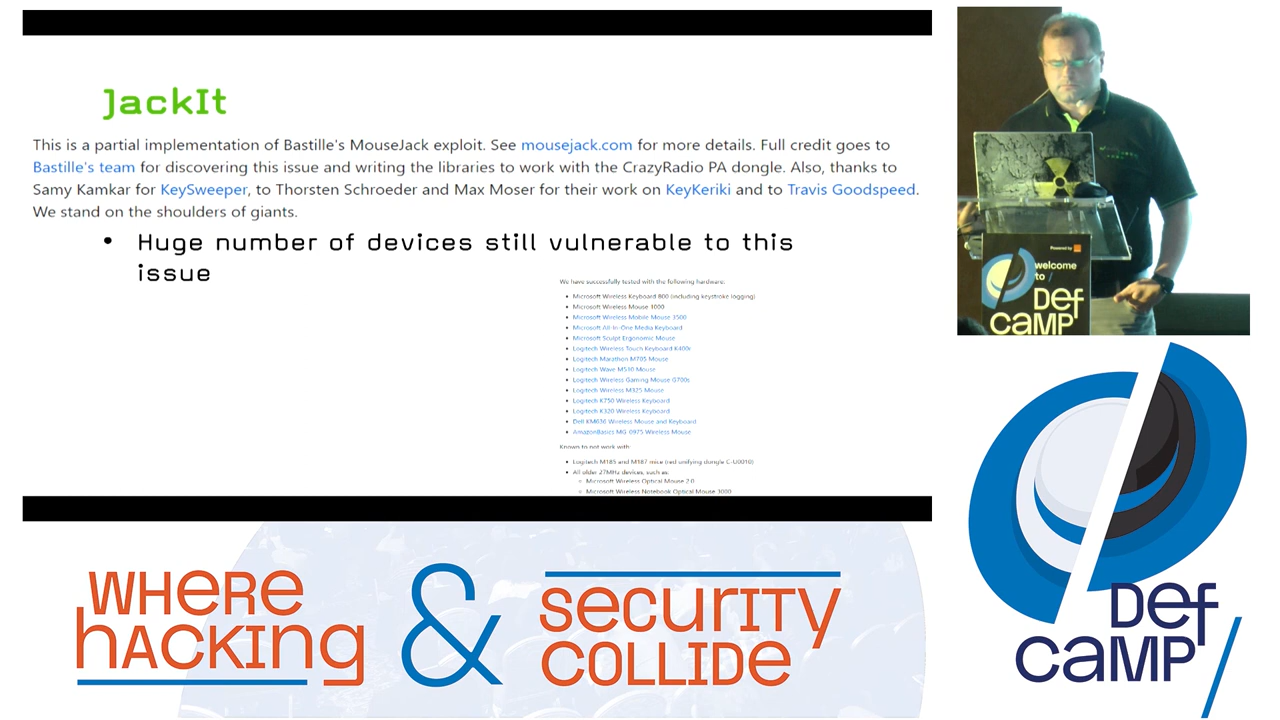 JackIt
This is a partial implementation of Bastille's MouseJack exploit. See mousejack.com for more details. Full credit goes to
Bastille's team for discovering this issue and writing the libraries to work with the CrazyRadio PA dongle. Also, thanks to
Samy Kamkar for KeySweeper, to Thorsten Schroeder and Max Moser for their work on KeyKeriki and to Travis Goodspeed.
We stand on the shoulders of giants.
• Huge number of devices still vulnerable to this
issue
We have successfully tested with the following hardware:
• Microsoft Wireless Keyboard 800 (including keystroke logging)
• Microsoft Wireless Mouse 1000
• Microsoft Wireless Mobile Mouse 3500
• Microsoft All-In-One Media Keyboard
• Microsoft Sculpt Ergonomic Mouse
• Logitech Wireless Touch Keyboard K400r
• Logitech Marathon M705 Mouse
• Logitech Wave M510 Mouse
• Logitech Wireless Gaming Mouse G700s
• Logitech Wireless M325 Mouse
• Logitech K750 Wireless Keyboard
• Logitech K320 Wireless Keyboard
• Dell KM636 Wireless Mouse and Keyboard
• AmazonBasics MG-0975 Wireless Mouse
Known to not work with:
• Logitech M185 and M187 mice (red unifying dongle C-U0010)
• All older 27MHz devices, such as:
○ Microsoft Wireless Optical Mouse 2.0
○ Microsoft Wireless Notebook Optical Mouse 3000
Powered by
welcome
to /
Def
CaMP
WHere
HACKING
&
securITY
COLLIDe
Def
CaMP/